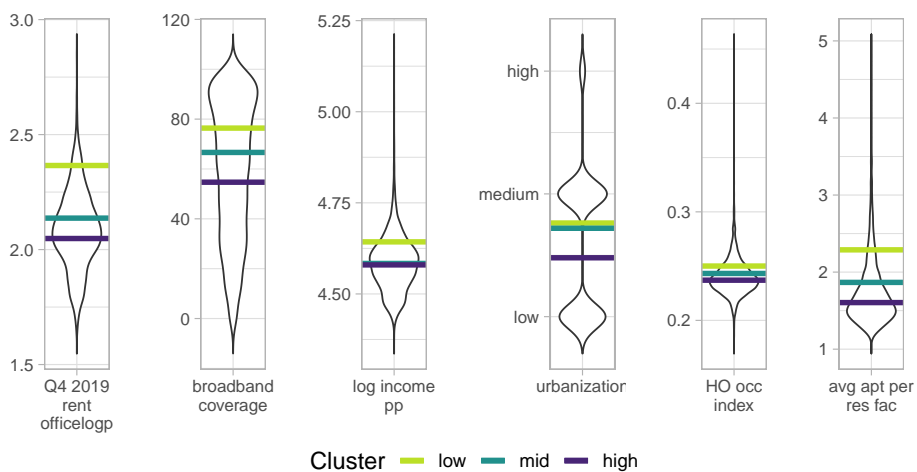 3.0
2.5
2.0
1.5
Q4 2019
rent
officelogp
120
80
40
0
broadband
coverage
5.25
5.00
4.75
4.50
log income
pp
high
medium
low
urbanization
0.4
0.3
0.2
HO occ
index
5
4
3
2
1
avg apt per
res fac
Cluster low mid high